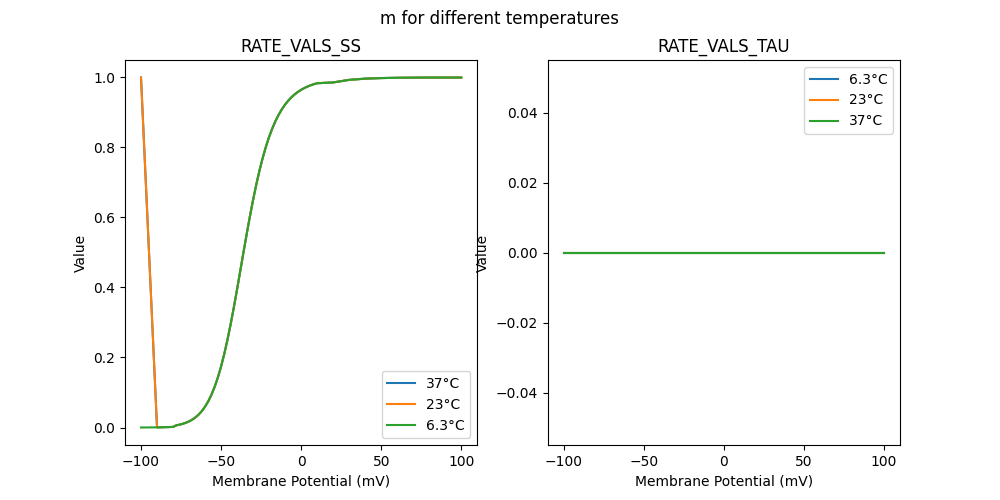 m for different temperatures
RATE_VALS_SS
1.0
0.8
0.6
0.4
0.2
0.0
Value
−100
−50
0
50
100
Membrane Potential (mV)
37°C
23°C
6.3°C
RATE_VALS_TAU
0.04
0.02
0.00
−0.02
−0.04
Value
−100
−50
0
50
100
Membrane Potential (mV)
6.3°C
23°C
37°C